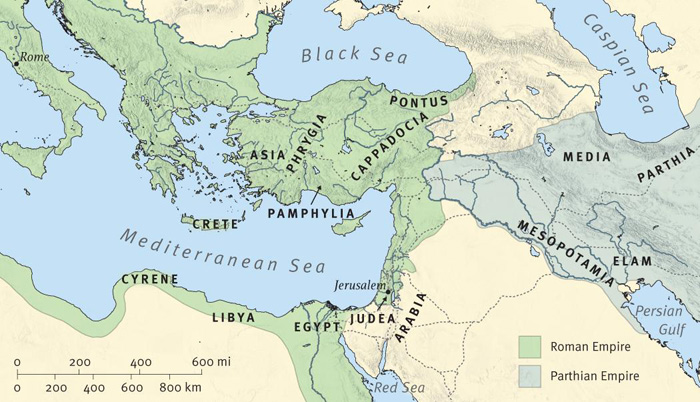 Rome
Black Sea
Caspian Sea
PONTUS
PHRYGIA
CAPPADOCIA
ASIA
MEDIA
PARTHIA
PAMPHYLIA
CRETE
Mediterranean Sea
MESOPOTAMIA
ELAM
CYRENE
Jerusalem
LIBYA
EGYPT
JUDEA
ARABIA
Persian
Gulf
Roman Empire
Parthian Empire
0 200 400 600 mi
0 200 400 600 800 km
Red Sea